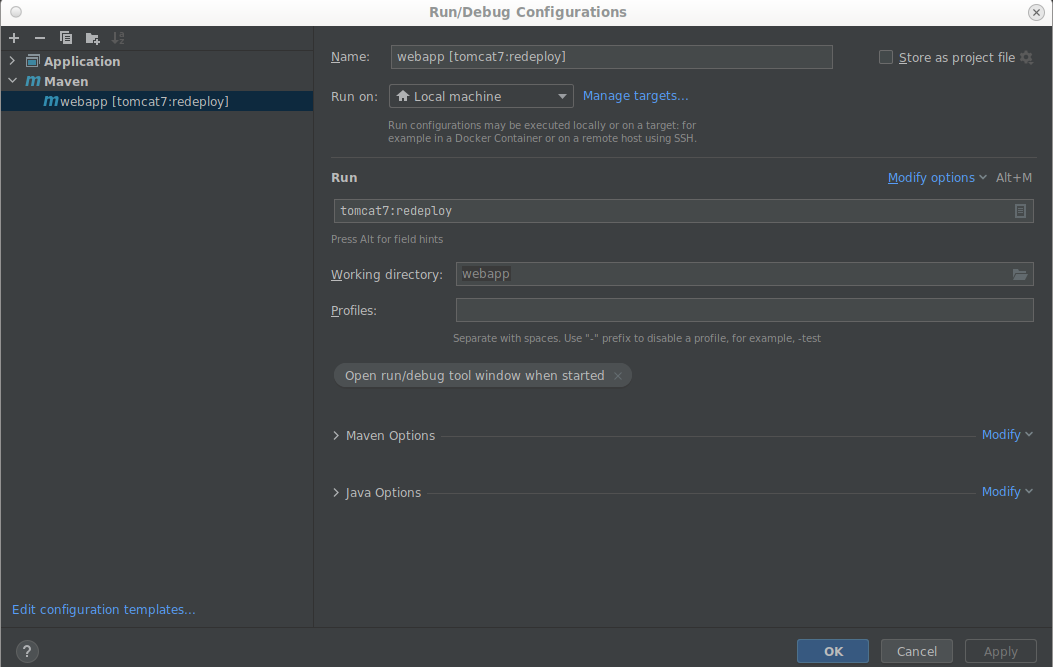 Run/Debug Configurations
Application
Maven
webapp [tomcat7:redeploy]
Edit configuration templates...
Name: webapp [tomcat7:redeploy] Store as project file
Run on: Local machine Manage targets...
Run configurations may be executed locally or on a target: for
example in a Docker Container or on a remote host using SSH.
Run Modify options Alt+M
tomcat7:redeploy
Press Alt for field hints
Working directory: webapp
Profiles:
Separate with spaces. Use "-" prefix to disable a profile, for example, -test
Open run/debug tool window when started ×
Maven Options Modify
Java Options Modify
? OK Cancel Apply